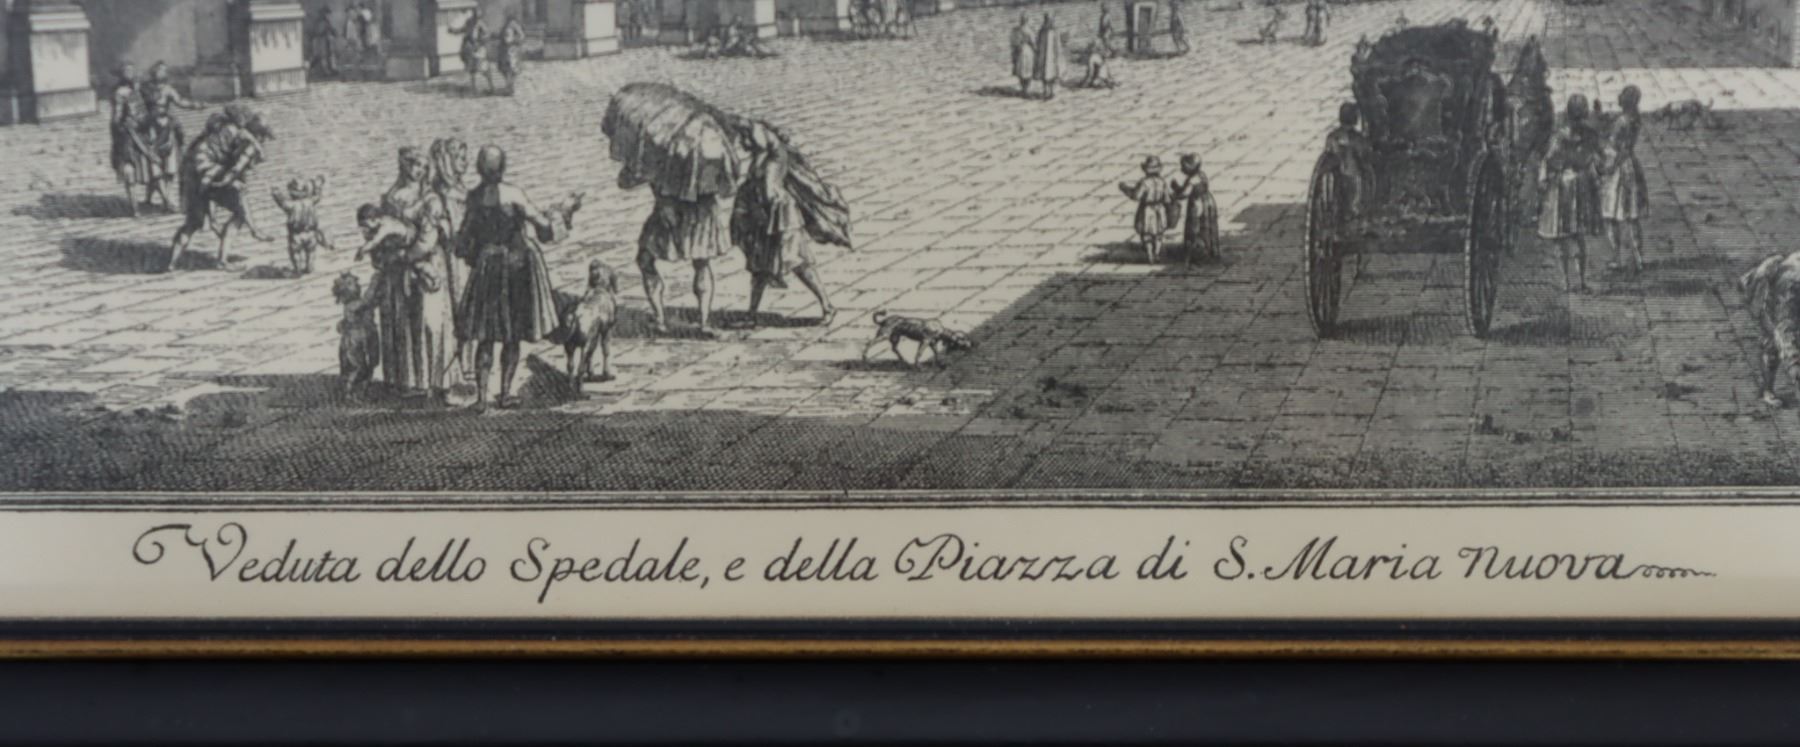 Veduta dello Spedale, e della Piazza di S. Maria Nuova